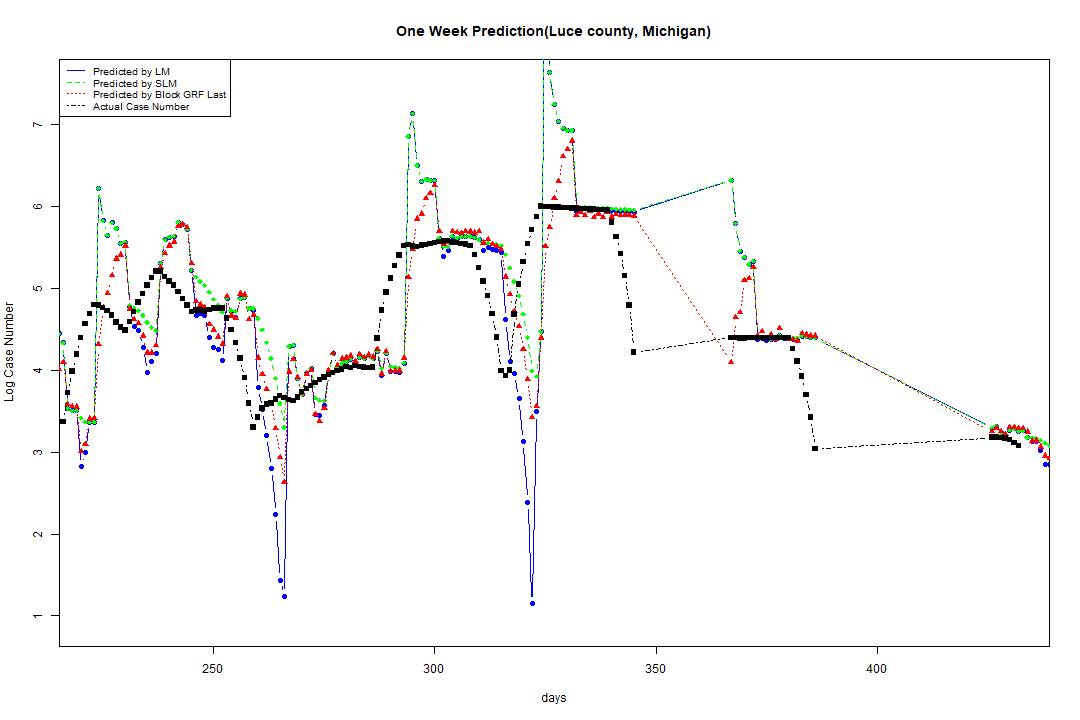 One Week Prediction(Luce county, Michigan)
Predicted by LM
Predicted by SLM
Predicted by Block GRF Last
Actual Case Number
7
6
5
4
3
2
1
Log Case Number
250 300 350 400
days